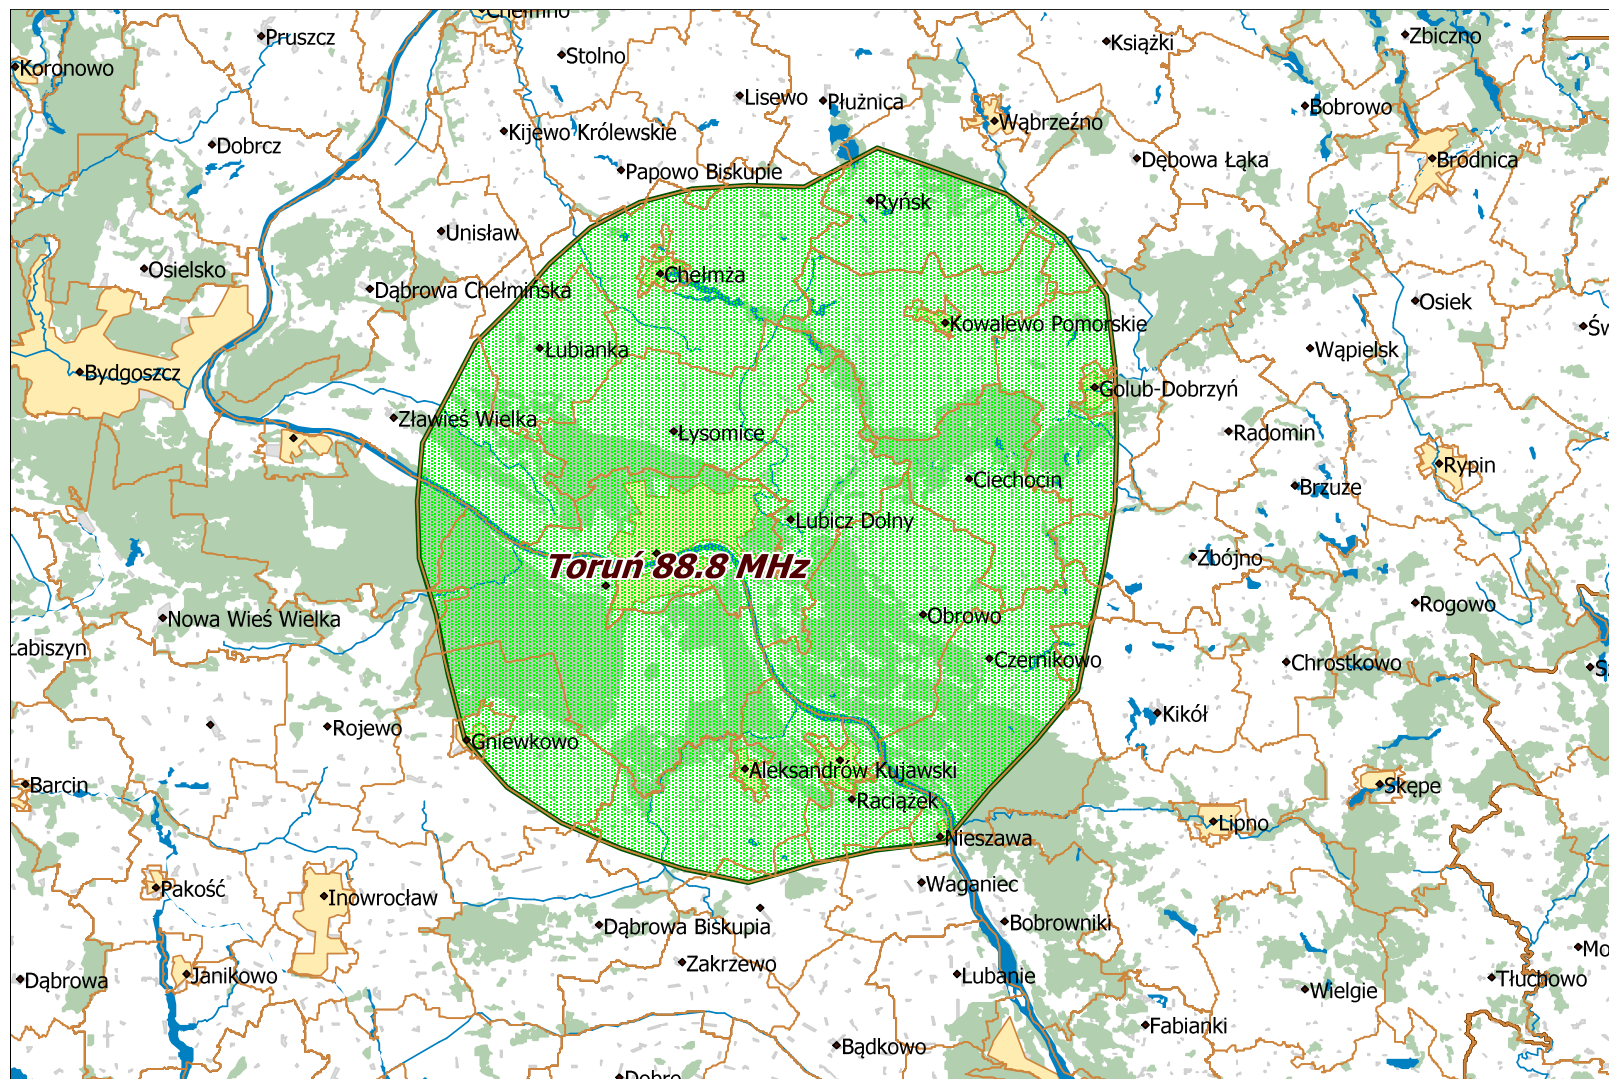 Chełmno
Pruszcz
Zbiczno
Książki
Stolno
Koronowo
Lisewo
Płużnica
Bobrowo
Wąbrzeźno
Kijewo Królewskie
Dobrcz
Dębowa Łąka
Brodnica
Papowo Biskupie
Ryńsk
Unisław
Osielsko
Chełmża
Dąbrowa Chełmińska
Osiek
Kowalewo Pomorskie
Łubianka
Wąpielsk
Bydgoszcz
Golub-Dobrzyń
Zławieś Wielka
Łysomice
Radomin
Rypin
Ciechocin
Brzuze
Lubicz Dolny
Zbójno
Toruń 88.8 MHz
Rogowo
Obrowo
Nowa Wieś Wielka
Łabiszyn
Czernikowo
Chrostkowo
Kikół
Rojewo
Gniewkowo
Aleksandrów Kujawski
Barcin
Skępe
Raciążek
Lipno
Nieszawa
Waganiec
Pakość
Inowrocław
Bobrowniki
Dąbrowa Biskupia
Zakrzewo
Lubanie
Janikowo
Dąbrowa
Tłuchowo
Wielgie
Fabianki
Bądkowo
Dobre